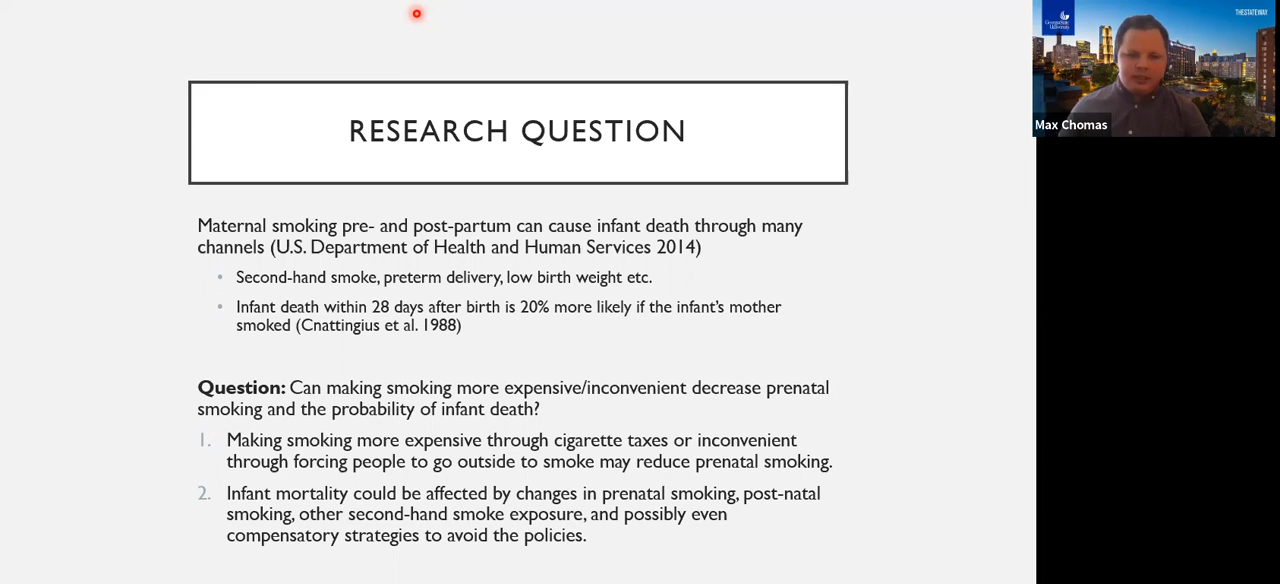 THESTATEWAY
Georgia State
University
Max Chomas
RESEARCH QUESTION
Maternal smoking pre- and post-partum can cause infant death through many
channels (U.S. Department of Health and Human Services 2014)
• Second-hand smoke, preterm delivery, low birth weight etc.
• Infant death within 28 days after birth is 20% more likely if the infant’s mother
smoked (Cnattingius et al. 1988)
Question: Can making smoking more expensive/inconvenient decrease prenatal
smoking and the probability of infant death?
1. Making smoking more expensive through cigarette taxes or inconvenient
through forcing people to go outside to smoke may reduce prenatal smoking.
2. Infant mortality could be affected by changes in prenatal smoking, post-natal
smoking, other second-hand smoke exposure, and possibly even
compensatory strategies to avoid the policies.